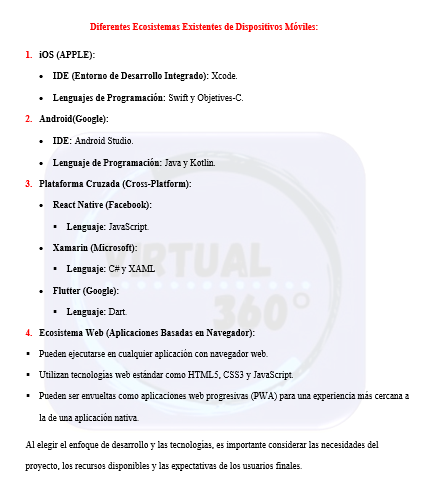 Diferentes Ecosistemas Existentes de Dispositivos Móviles:
1. iOS (APPLE):
• IDE (Entorno de Desarrollo Integrado): Xcode.
• Lenguajes de Programación: Swift y Objetives-C.
2. Android(Google):
• IDE: Android Studio.
• Lenguaje de Programación: Java y Kotlin.
3. Plataforma Cruzada (Cross-Platform):
• React Native (Facebook):
▪ Lenguaje: JavaScript.
• Xamarin (Microsoft):
▪ Lenguaje: C# y XAML
• Flutter (Google):
▪ Lenguaje: Dart.
4. Ecosistema Web (Aplicaciones Basadas en Navegador):
▪ Pueden ejecutarse en cualquier aplicación con navegador web.
▪ Utilizan tecnologías web estándar como HTML5, CSS3 y JavaScript.
▪ Pueden ser envueltas como aplicaciones web progresivas (PWA) para una experiencia más cercana a
la de una aplicación nativa.
Al elegir el enfoque de desarrollo y las tecnologías, es importante considerar las necesidades del
proyecto, los recursos disponibles y las expectativas de los usuarios finales.
VIRTUAL
360°